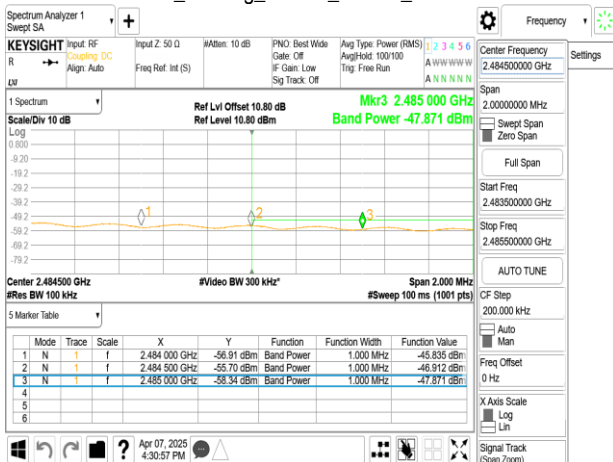 Spectrum Analyzer 1
Swept SA
Frequency
KEYSIGHT Input: RF Input Z: 50 Ω #Atten: 10 dB PNO: Best Wide Avg Type: Power (RMS) 1 2 3 4 5 6
R Coupling: DC Gate: Off Avg|Hold: 100/100 A W W W W W
Align: Auto Freq Ref: Int (S) IF Gain: Low Trig: Free Run
Sig Track: Off A N N N N N
LXI
Center Frequency
2.484500000 GHz
Settings
Span
2.00000000 MHz
Swept Span
Zero Span
Full Span
Start Freq
2.483500000 GHz
Stop Freq
2.485500000 GHz
AUTO TUNE
CF Step
200.000 kHz
Auto
Man
Freq Offset
0 Hz
X Axis Scale
Log
Lin
Signal Track
(Span Zoom)
1 Spectrum
Ref Lvl Offset 10.80 dB Mkr3 2.485 000 GHz
Scale/Div 10 dB Ref Level 10.80 dBm Band Power -47.871 dBm
Log
0.800
-9.20
-19.2
-29.2
-39.2
-49.2
-59.2
-69.2
-79.2
1
2
3
Center 2.484500 GHz #Video BW 300 kHz* Span 2.000 MHz
#Res BW 100 kHz #Sweep 100 ms (1001 pts)
5 Marker Table
Mode Trace Scale X Y Function Function Width Function Value
1 N 1 f 2.484 000 GHz -56.91 dBm Band Power 1.000 MHz -45.835 dBm
2 N 1 f 2.484 500 GHz -55.70 dBm Band Power 1.000 MHz -46.912 dBm
3 N 1 f 2.485 000 GHz -58.34 dBm Band Power 1.000 MHz -47.871 dBm
4
5
6
? Apr 07, 2025
4:30:57 PM